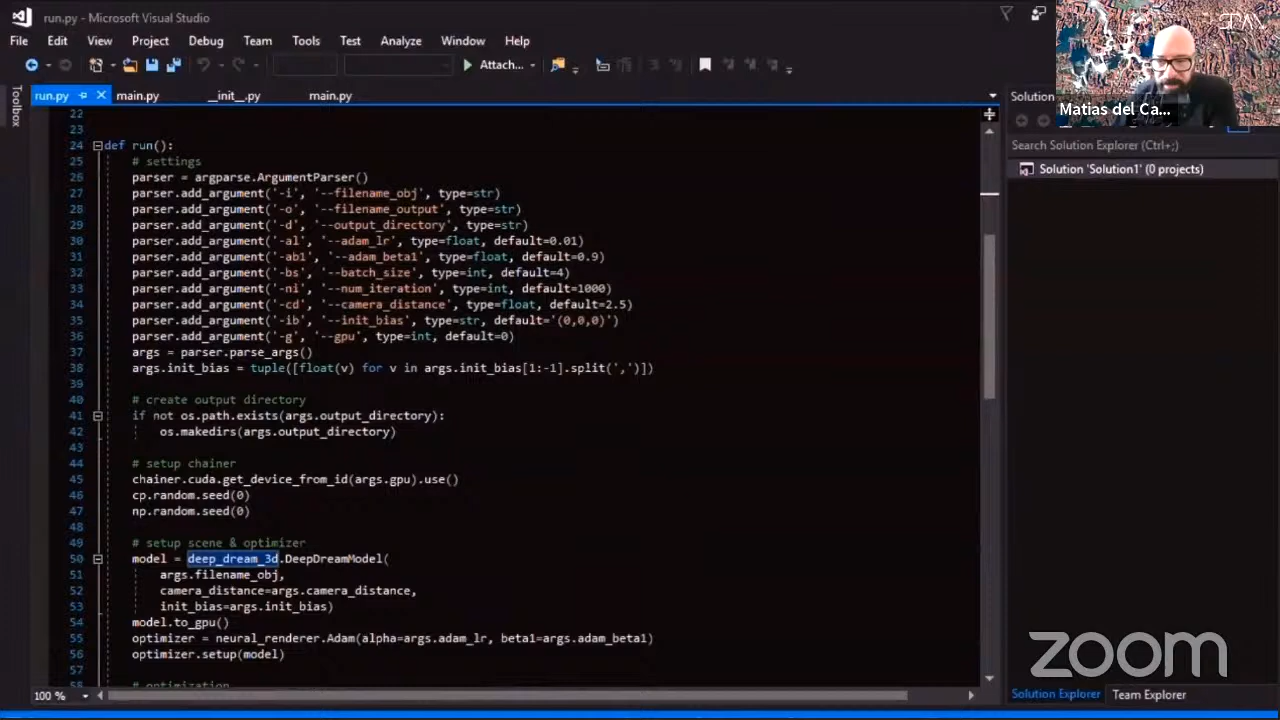 run.py - Microsoft Visual Studio
File Edit View Project Debug Team Tools Test Analyze Window Help
Attach...
run.py main.py __init__.py main.py
Toolbox
Matias del Ca...
Solution
Search Solution Explorer (Ctrl+;)
Solution 'Solution1' (0 projects)
22
23
24 def run():
25 # settings
26 parser = argparse.ArgumentParser()
27 parser.add_argument('-i', '--filename_obj', type=str)
28 parser.add_argument('-o', '--filename_output', type=str)
29 parser.add_argument('-d', '--output_directory', type=str)
30 parser.add_argument('-al', '--adam_lr', type=float, default=0.01)
31 parser.add_argument('-ab1', '--adam_beta1', type=float, default=0.9)
32 parser.add_argument('-bs', '--batch_size', type=int, default=4)
33 parser.add_argument('-ni', '--num_iteration', type=int, default=1000)
34 parser.add_argument('-cd', '--camera_distance', type=float, default=2.5)
35 parser.add_argument('-ib', '--init_bias', type=str, default='(0,0,0)')
36 parser.add_argument('-g', '--gpu', type=int, default=0)
37 args = parser.parse_args()
38 args.init_bias = tuple([float(v) for v in args.init_bias[1:-1].split(',')])
39
40 # create output directory
41 if not os.path.exists(args.output_directory):
42 os.makedirs(args.output_directory)
43
44 # setup chainer
45 chainer.cuda.get_device_from_id(args.gpu).use()
46 cp.random.seed(0)
47 np.random.seed(0)
48
49 # setup scene & optimizer
50 model = deep_dream_3d.DeepDreamModel(
51 args.filename_obj,
52 camera_distance=args.camera_distance,
53 init_bias=args.init_bias)
54 model.to_gpu()
55 optimizer = neural_renderer.Adam(alpha=args.adam_lr, beta1=args.adam_beta1)
56 optimizer.setup(model)
57
58 # optimization
100 %
zoom
Solution Explorer Team Explorer